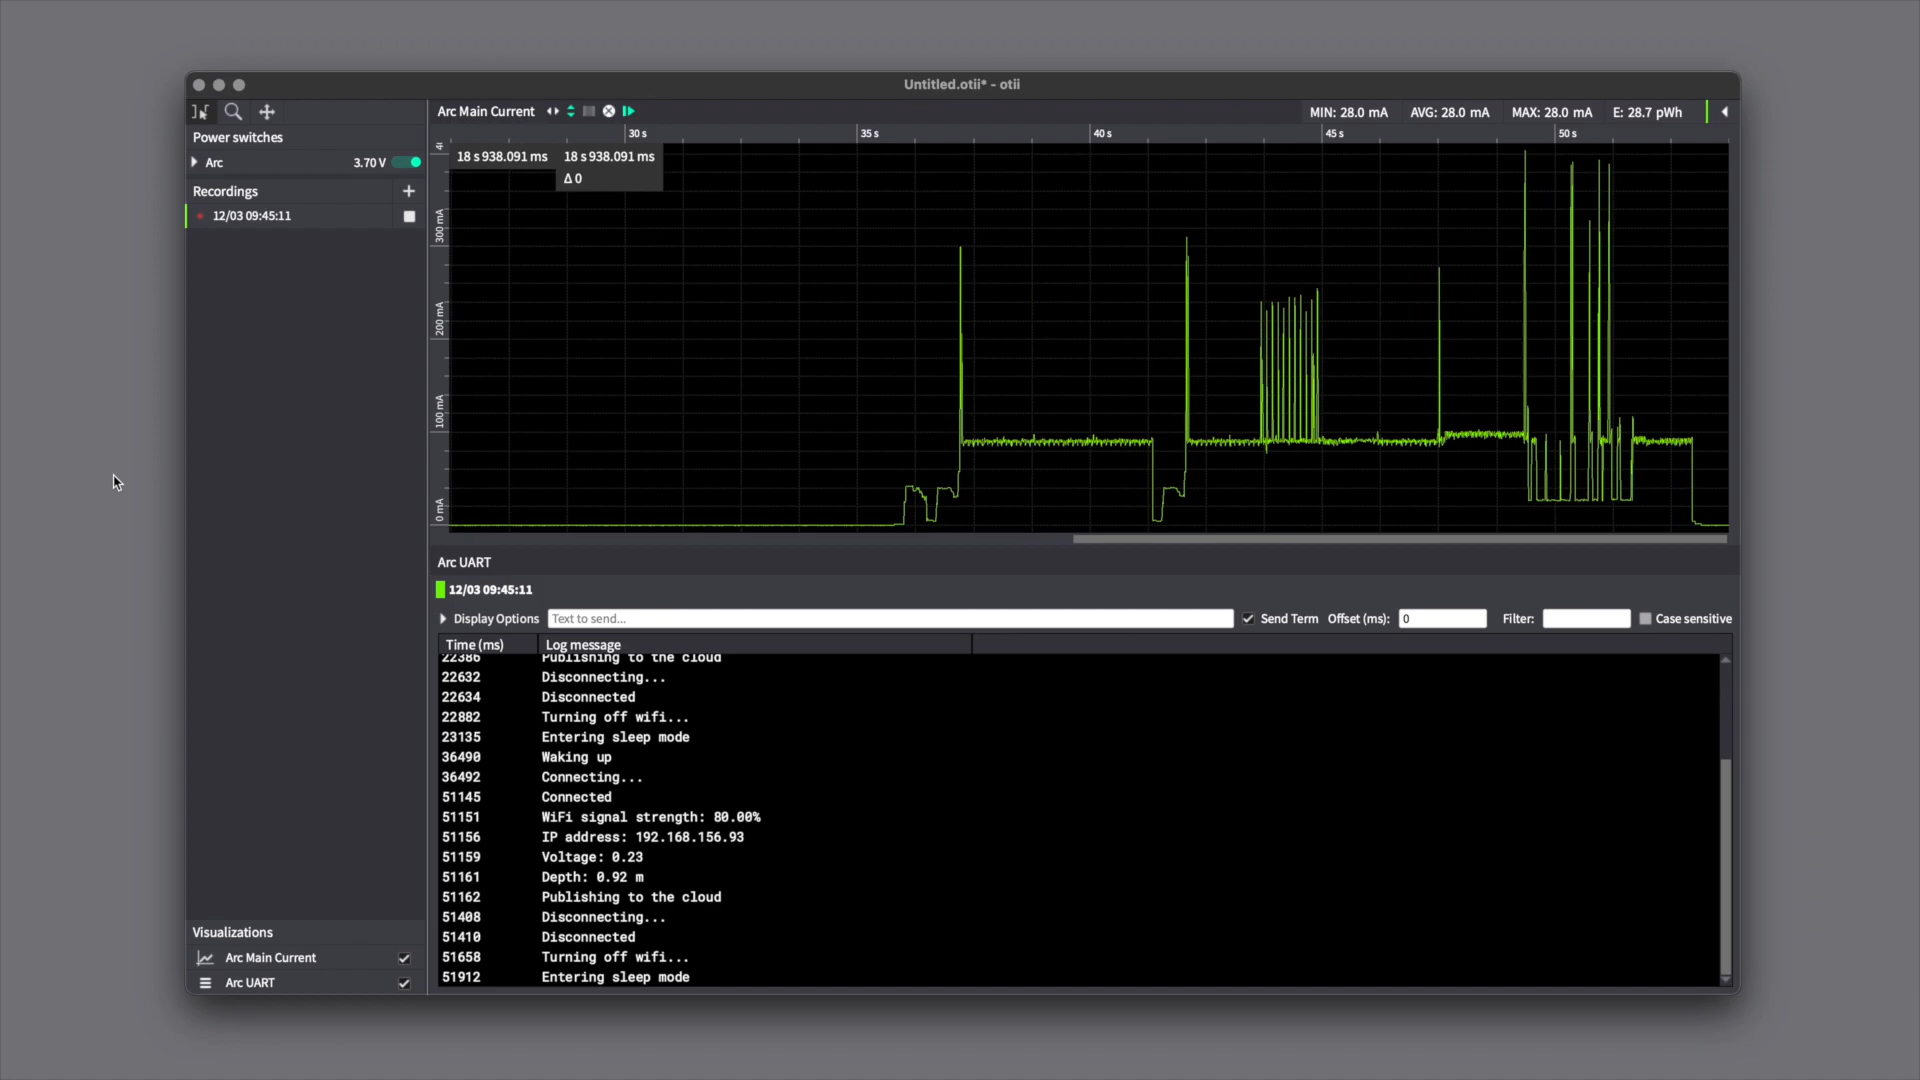 Untitled.otii* - otii
Arc Main Current
MIN: 28.0 mA AVG: 28.0 mA MAX: 28.0 mA E: 28.7 pWh
Power switches
Arc 3.70 V
Recordings
12/03 09:45:11
30 s 35 s 40 s 45 s 50 s
18 s 938.091 ms 18 s 938.091 ms
Δ 0
300 mA
200 mA
100 mA
0 mA
Arc UART
12/03 09:45:11
Display Options Text to send... Send Term Offset (ms): 0 Filter: Case sensitive
Time (ms) Log message
22386 Publishing to the cloud
22632 Disconnecting...
22634 Disconnected
22882 Turning off wifi...
23135 Entering sleep mode
36490 Waking up
36492 Connecting...
51145 Connected
51151 WiFi signal strength: 80.00%
51156 IP address: 192.168.156.93
51159 Voltage: 0.23
51161 Depth: 0.92 m
51162 Publishing to the cloud
51408 Disconnecting...
51410 Disconnected
51658 Turning off wifi...
51912 Entering sleep mode
Visualizations
Arc Main Current
Arc UART